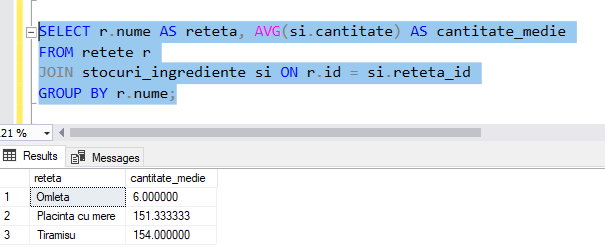 SELECT r.nume AS reteta, AVG(si.cantitate) AS cantitate_medie
FROM retete r
JOIN stocuri_ingrediente si ON r.id = si.reteta_id
GROUP BY r.nume;
21 %
Results Messages
reteta cantitate_medie
1 Omleta 6.000000
2 Placinta cu mere 151.333333
3 Tiramisu 154.000000